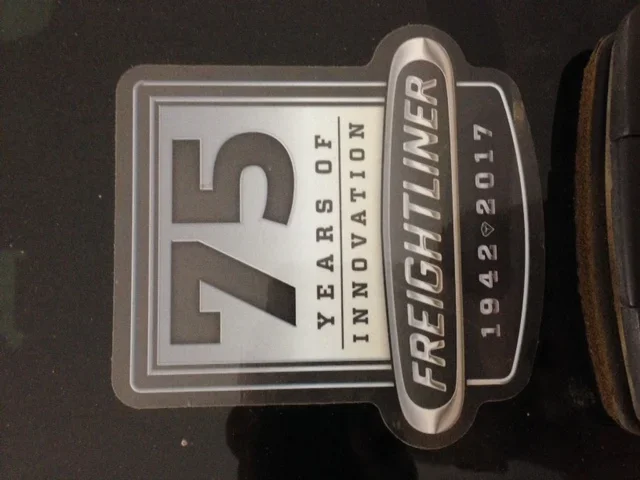 75
YEARS OF
INNOVATION
FREIGHTLINER
1942 2017